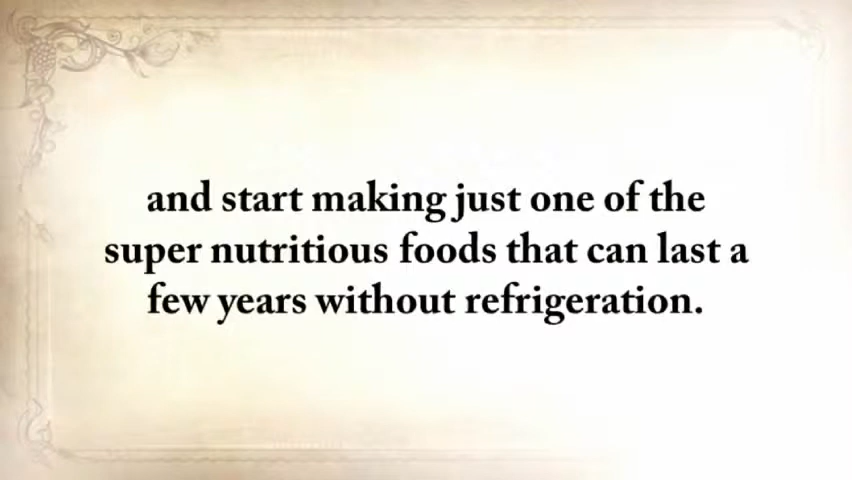 and start making just one of the
super nutritious foods that can last a
few years without refrigeration.